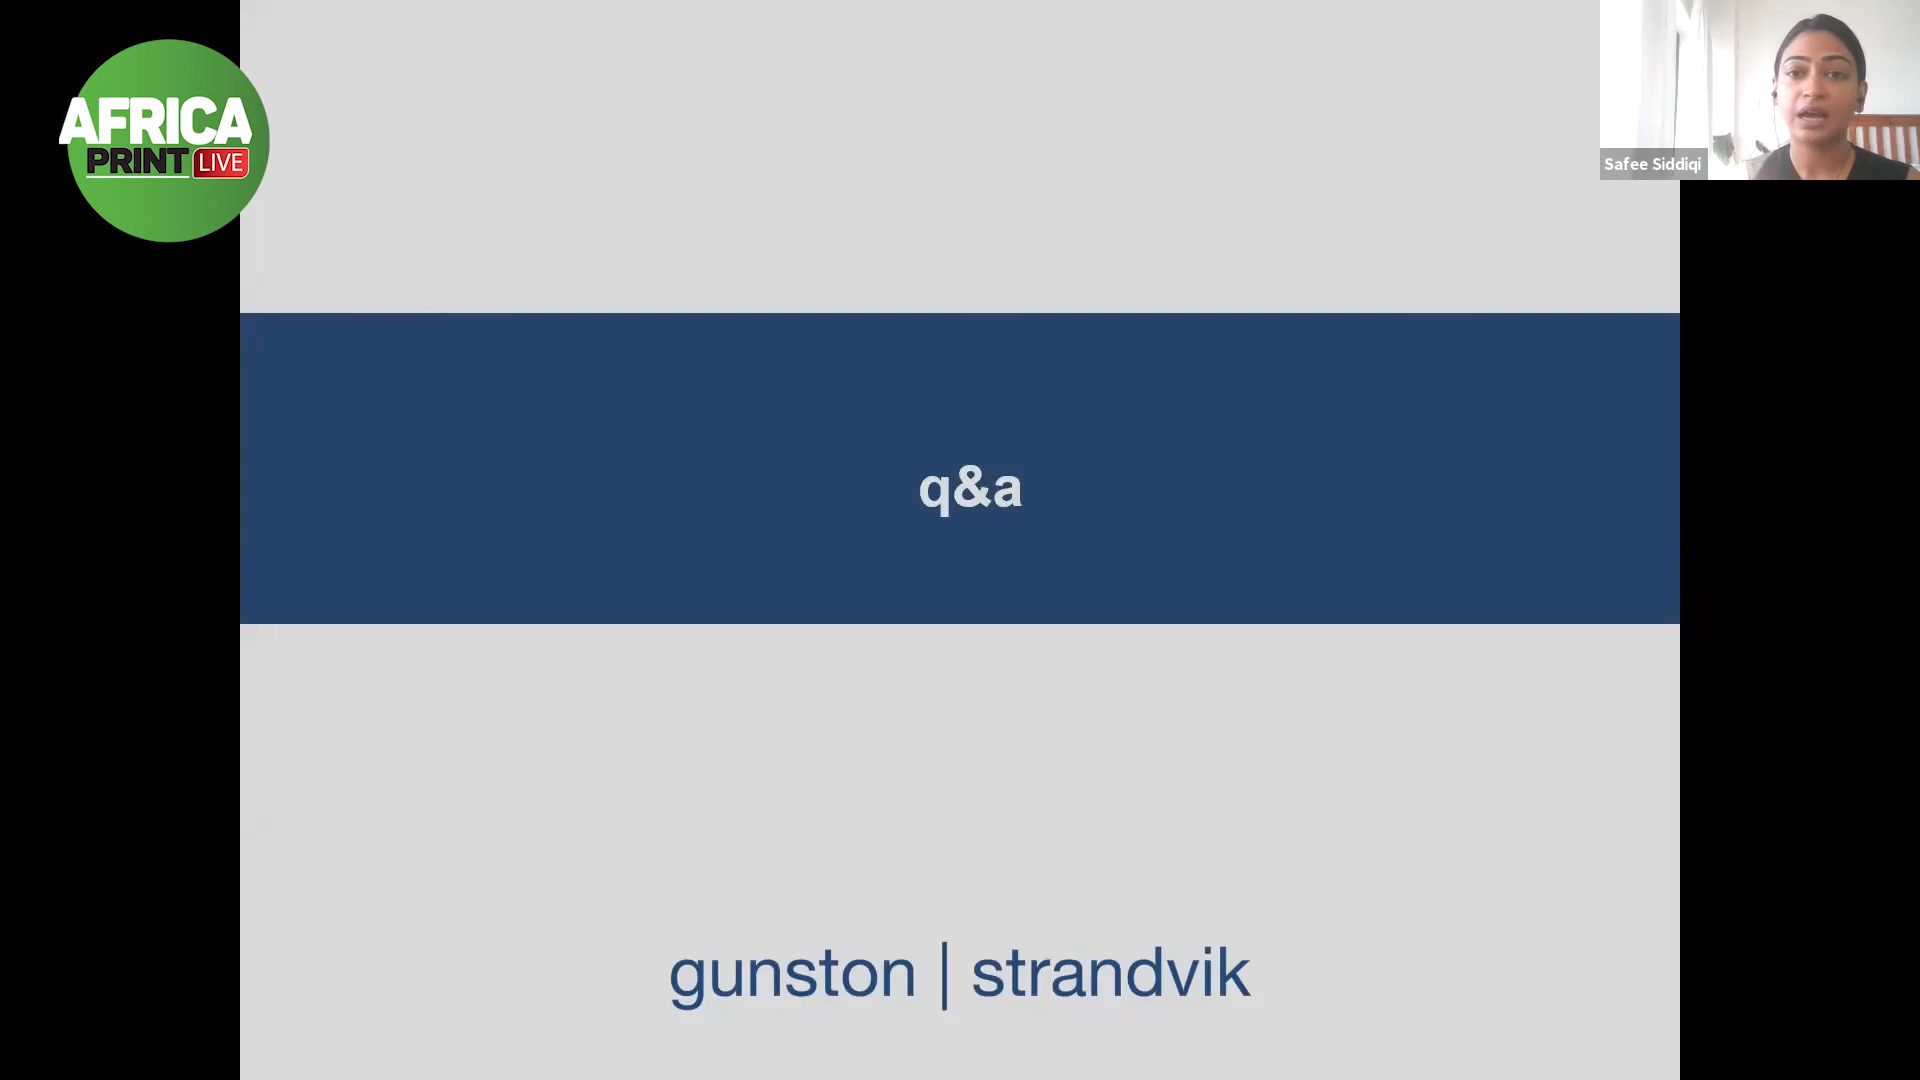 AFRICA
PRINT LIVE
Safee Siddiqi
q&a
gunston | strandvik